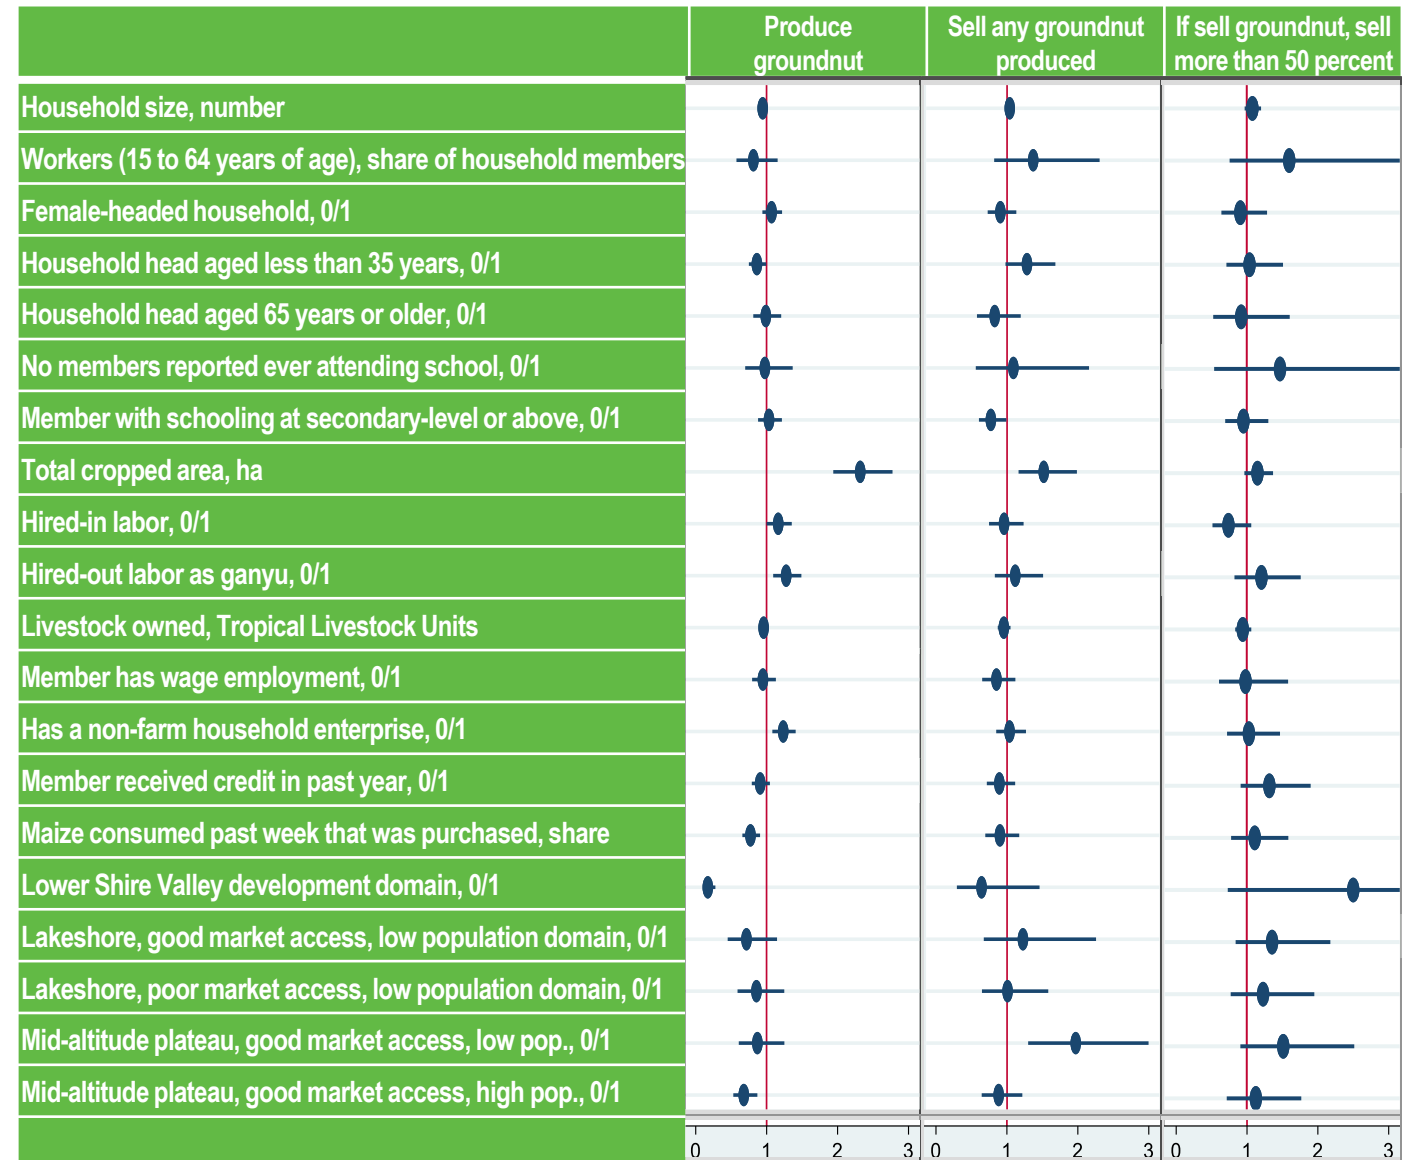 Produce
groundnut
Sell any groundnut
produced
If sell groundnut, sell
more than 50 percent
Household size, number
Workers (15 to 64 years of age), share of household members
Female-headed household, 0/1
Household head aged less than 35 years, 0/1
Household head aged 65 years or older, 0/1
No members reported ever attending school, 0/1
Member with schooling at secondary-level or above, 0/1
Total cropped area, ha
Hired-in labor, 0/1
Hired-out labor as ganyu, 0/1
Livestock owned, Tropical Livestock Units
Member has wage employment, 0/1
Has a non-farm household enterprise, 0/1
Member received credit in past year, 0/1
Maize consumed past week that was purchased, share
Lower Shire Valley development domain, 0/1
Lakeshore, good market access, low population domain, 0/1
Lakeshore, poor market access, low population domain, 0/1
Mid-altitude plateau, good market access, low pop., 0/1
Mid-altitude plateau, good market access, high pop., 0/1
0 1 2 3
0 1 2 3
0 1 2 3